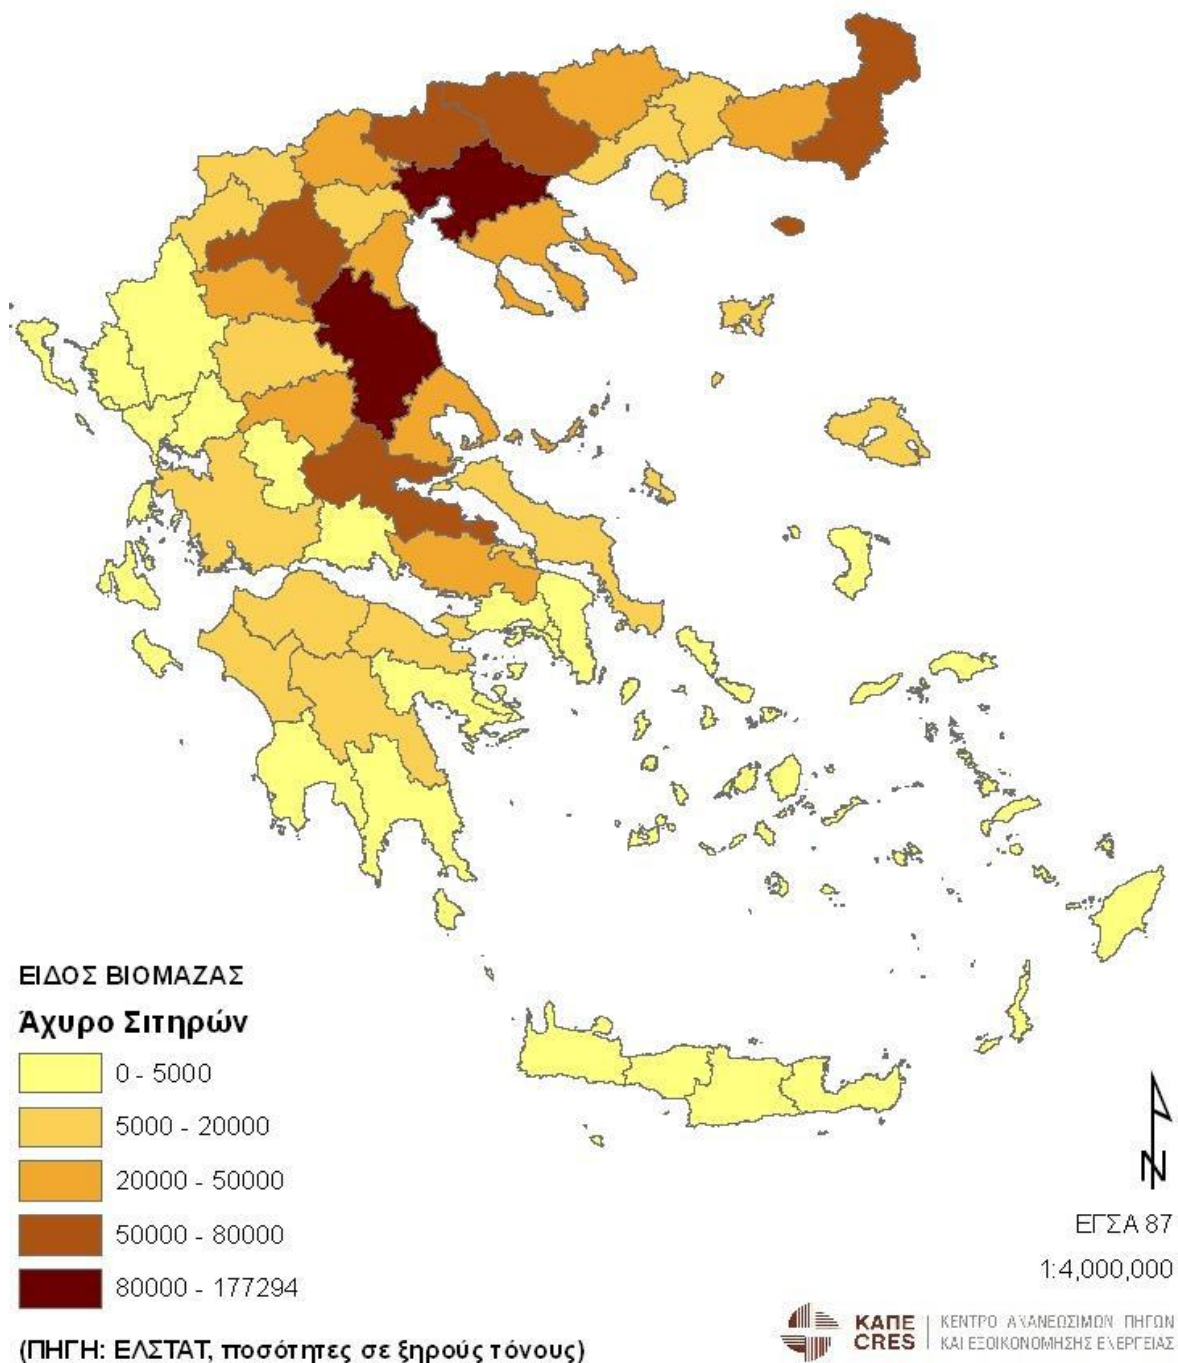 ΕΙΔΟΣ ΒΙΟΜΑΖΑΣ
Άχυρο Σιτηρών
0 - 5000
5000 - 20000
20000 - 50000
50000 - 80000
80000 - 177294
(ΠΗΓΗ: ΕΛΣΤΑΤ, ποσότητες σε ξηρούς τόνους)
N
ΕΓΣΑ 87
1:4,000,000
ΚΑΠΕ
CRES
ΚΕΝΤΡΟ ΑΝΑΝΕΩΣΙΜΩΝ ΠΗΓΩΝ
ΚΑΙ ΕΞΟΙΚΟΝΟΜΗΣΗΣ ΕΝΕΡΓΕΙΑΣ